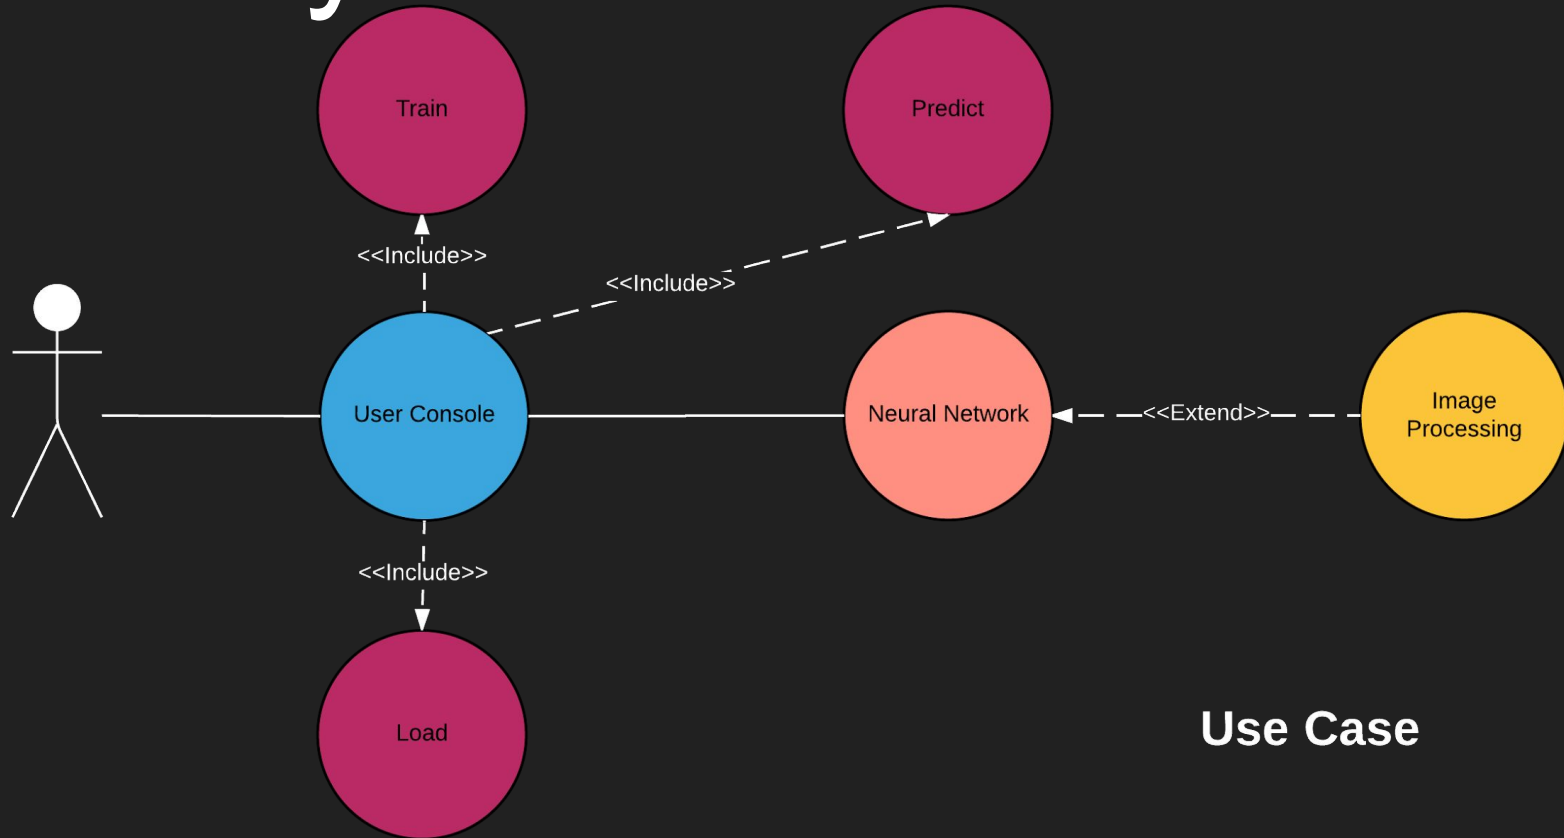 Train
Predict
<<Include>>
<<Include>>
User Console
Neural Network
<<Extend>>
Image
Processing
<<Include>>
Load
Use Case